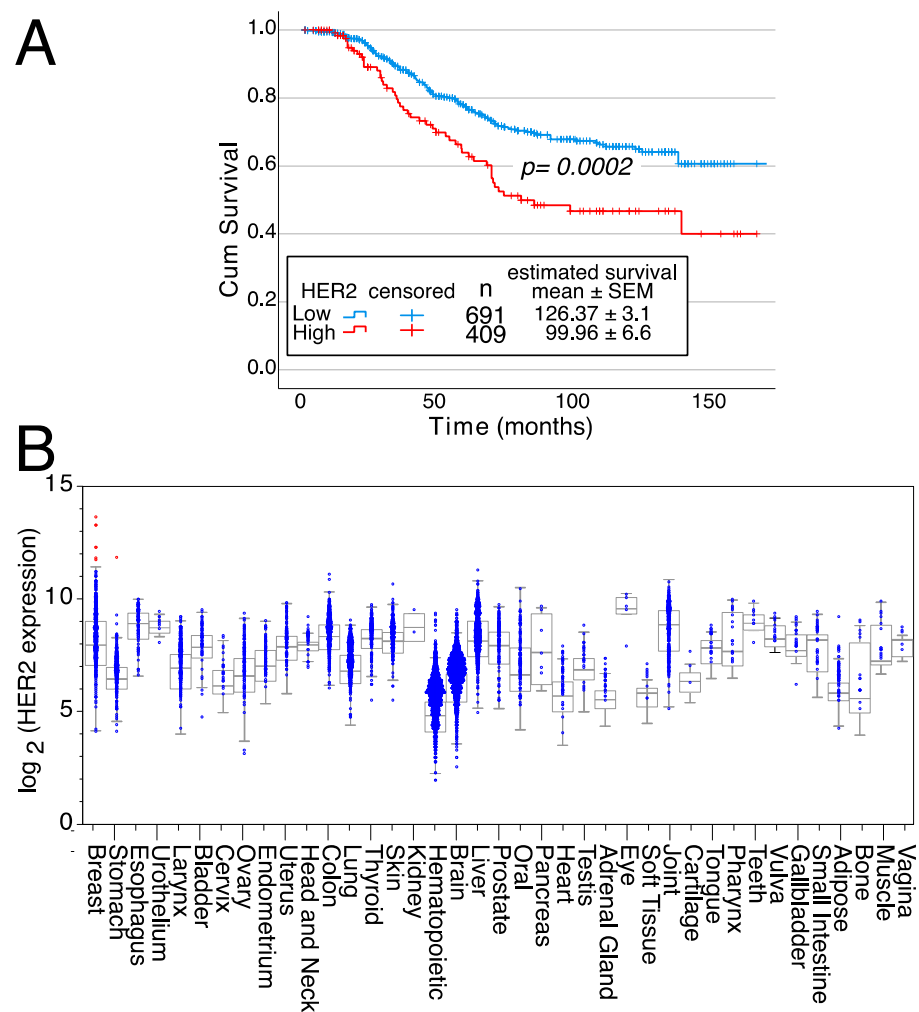 A
1.0
0.8
0.6
0.4
0.2
0.0
Cum Survival
p= 0.0002
HER2 censored n estimated survival mean ± SEM
Low 691 126.37 ± 3.1
High 409 99.96 ± 6.6
0 50 100 150
Time (months)
B
15
10
5
0
-
log 2 (HER2 expression)
Breast
Stomach
Esophagus
Urothelium
Larynx
Bladder
Cervix
Ovary
Endometrium
Uterus
Head and Neck
Colon
Lung
Thyroid
Skin
Kidney
Hematopoietic
Brain
Liver
Prostate
Oral
Pancreas
Heart
Testis
Adrenal Gland
Eye
Soft Tissue
Joint
Cartilage
Tongue
Pharynx
Teeth
Vulva
Gallbladder
Small Intestine
Adipose
Bone
Muscle
Vagina